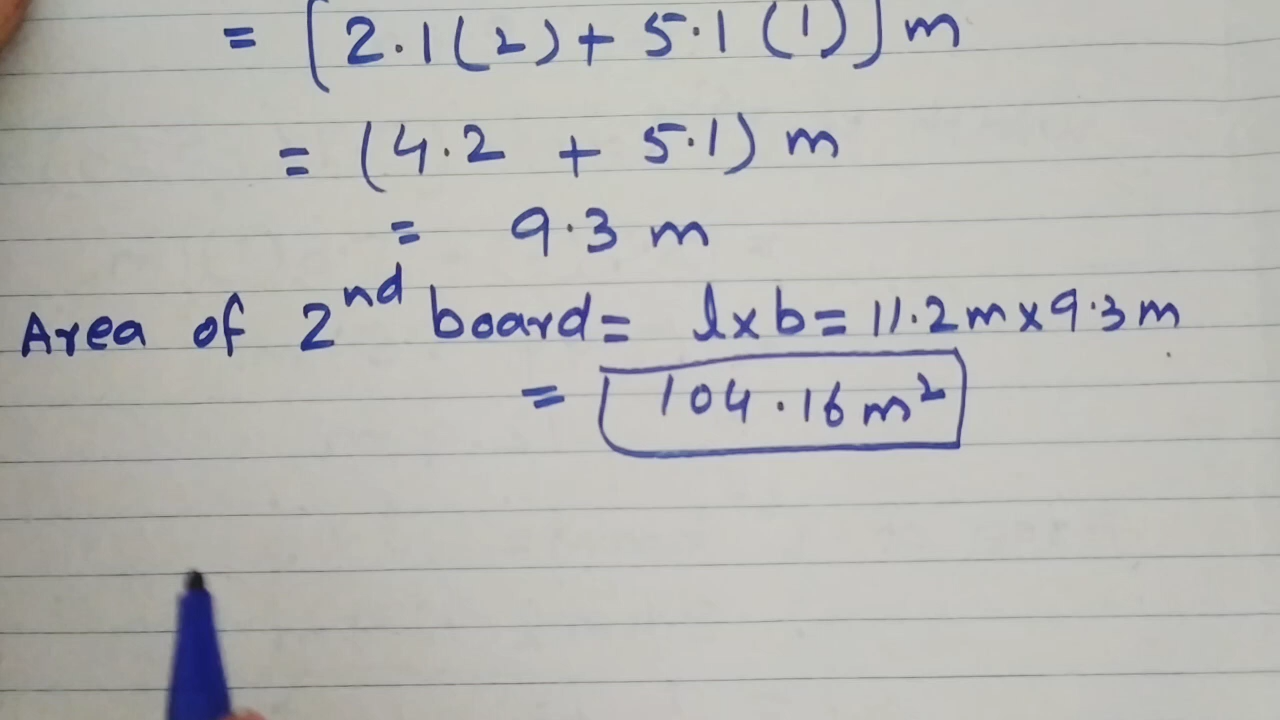 = [2.1(2) + 5.1 (1)] m
= (4.2 + 5.1) m
= 9.3 m
Area of 2nd board = l x b = 11.2 m x 9.3 m
= 104.16 m²